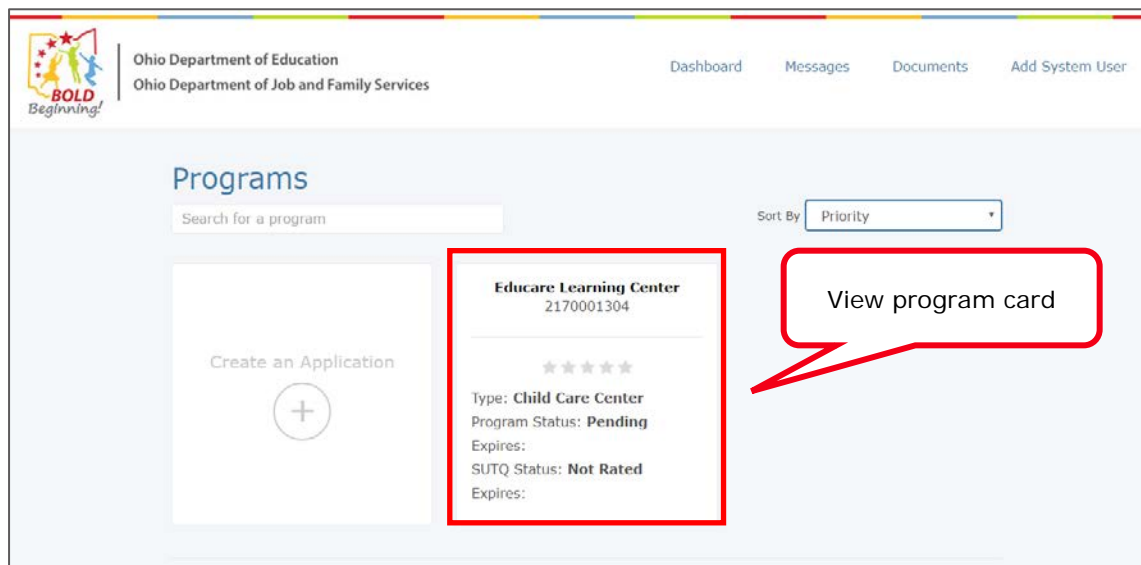 BOLD
Beginning!
Ohio Department of Education
Ohio Department of Job and Family Services
Dashboard
Messages
Documents
Add System User
Programs
Search for a program
Sort By
Priority
Create an Application
Educare Learning Center
2170001304
Type: Child Care Center
Program Status: Pending
Expires:
SUTQ Status: Not Rated
Expires:
View program card